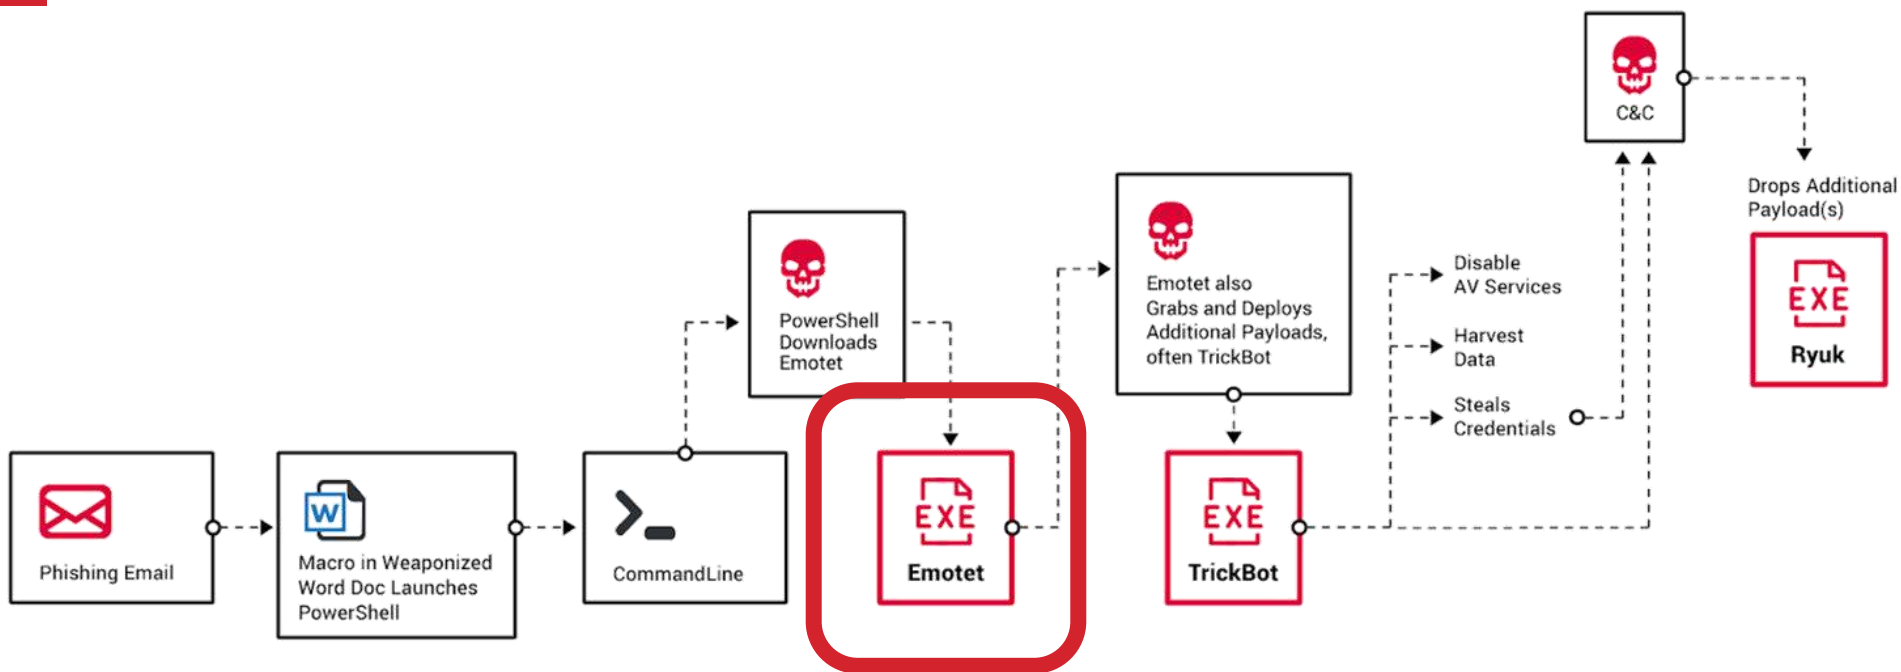 Phishing Email
W
Macro in Weaponized
Word Doc Launches
PowerShell
CommandLine
PowerShell
Downloads
Emotet
EXE
Emotet
Emotet also
Grabs and Deploys
Additional Payloads,
often TrickBot
EXE
TrickBot
Disable
AV Services
Harvest
Data
Steals
Credentials
C&C
Drops Additional
Payload(s)
EXE
Ryuk